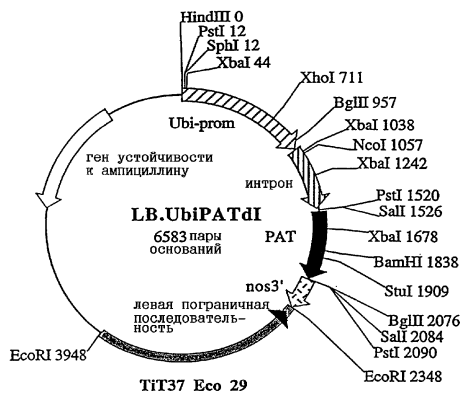 HindIII 0
PstI 12
SphI 12
XbaI 44
XhoI 711
BglII 957
XbaI 1038
NcoI 1057
XbaI 1242
Ubi-prom
ген устойчивости
к ампициллину
интрон
LB.UbiPATdI
6583 пары
оснований
PAT
PstI 1520
SalI 1526
XbaI 1678
BamHI 1838
StuI 1909
nos3'
BglII 2076
SalI 2084
PstI 2090
левая пограничная
последователь-
ность
EcoRI 3948
EcoRI 2348
TiT37 Eco 29